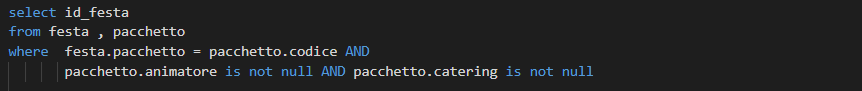 select id_festa
from festa , pacchetto
where  festa.pacchetto = pacchetto.codice AND
pacchetto.animatore is not null AND pacchetto.catering is not null